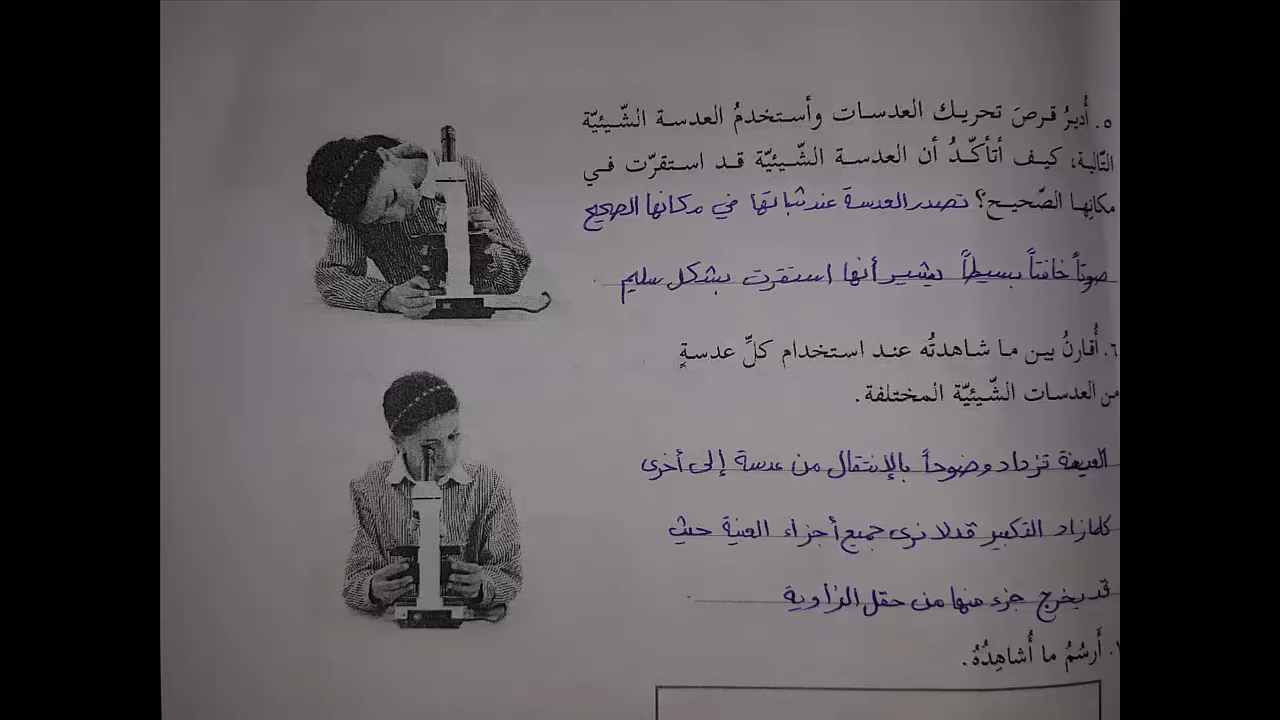 ٥. أُديرُ قرصَ تحريك العدسات وأستخدمُ العدسة الشّيئيّة
التّالية، كيف أتأكّدُ أن العدسة الشّيئيّة قد استقرّت في
مكانِها الصّحيح؟ تصدر العدسة عند ثباتها في مكانها الصحيح
صوتاً خافتاً بسيطاً يشير أنها استقرت بشكل سليم
٦. أُقارنُ بين ما شاهدتُه عند استخدام كلِّ عدسةٍ
من العدسات الشّيئيّة المختلفة.
العينة تزداد وضوحاً بالإنتقال من عدسة إلى أخرى
كلما زاد التكبير قد لا نرى جميع أجزاء العينة حيث
قد يخرج جزء منها من حقل الزاوية
. أَرسُمُ ما أُشاهِدُهُ.